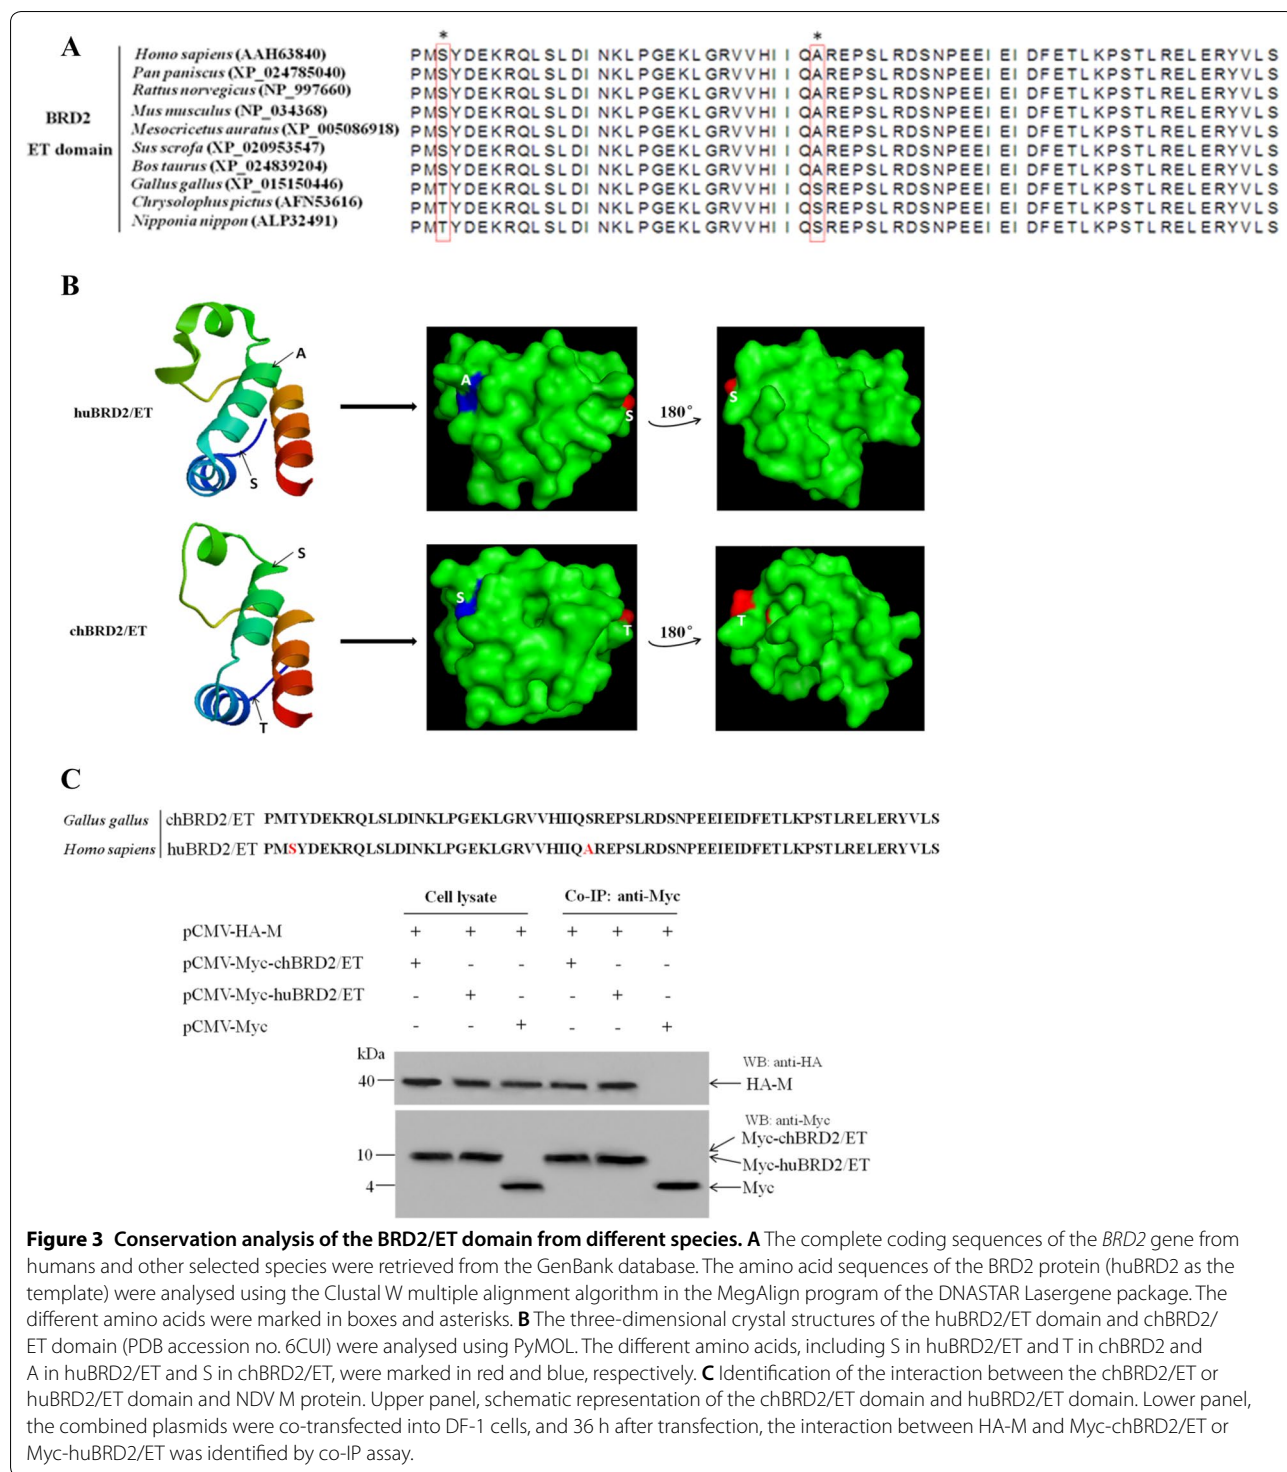 A
* *
Homo sapiens (AAH63840) PMSYDEKRQLSLDINKLPGEKLGRVVHIIQAREPSLRDSNPEEIEIDFETLKPSTLRELERYVLS
Pan paniscus (XP_024785040) PMSYDEKRQLSLDINKLPGEKLGRVVHIIQAREPSLRDSNPEEIEIDFETLKPSTLRELERYVLS
Rattus norvegicus (NP_997660) PMSYDEKRQLSLDINKLPGEKLGRVVHIIQAREPSLRDSNPEEIEIDFETLKPSTLRELERYVLS
BRD2 Mus musculus (NP_034368) PMSYDEKRQLSLDINKLPGEKLGRVVHIIQAREPSLRDSNPEEIEIDFETLKPSTLRELERYVLS
Mesocricetus auratus (XP_005086918) PMSYDEKRQLSLDINKLPGEKLGRVVHIIQAREPSLRDSNPEEIEIDFETLKPSTLRELERYVLS
ET domain Sus scrofa (XP_020953547) PMSYDEKRQLSLDINKLPGEKLGRVVHIIQAREPSLRDSNPEEIEIDFETLKPSTLRELERYVLS
Bos taurus (XP_024839204) PMSYDEKRQLSLDINKLPGEKLGRVVHIIQAREPSLRDSNPEEIEIDFETLKPSTLRELERYVLS
Gallus gallus (XP_015150446) PMTYDEKRQLSLDINKLPGEKLGRVVHIIQSREPSLRDSNPEEIEIDFETLKPSTLRELERYVLS
Chrysolophus pictus (AFN53616) PMTYDEKRQLSLDINKLPGEKLGRVVHIIQSREPSLRDSNPEEIEIDFETLKPSTLRELERYVLS
Nipponia nippon (ALP32491) PMTYDEKRQLSLDINKLPGEKLGRVVHIIQSREPSLRDSNPEEIEIDFETLKPSTLRELERYVLS
B
A A S
huBRD2/ET S 180°
S
S S T
chBRD2/ET T 180°
T
C
Gallus gallus chBRD2/ET PMTYDEKRQLSLDINKLPGEKLGRVVHIIQSREPSLRDSNPEEIEIDFETLKPSTLRELERYVLS
Homo sapiens huBRD2/ET PMSYDEKRQLSLDINKLPGEKLGRVVHIIQAREPSLRDSNPEEIEIDFETLKPSTLRELERYVLS
Cell lysate Co-IP: anti-Myc
pCMV-HA-M + + + + + +
pCMV-Myc-chBRD2/ET + - - + - -
pCMV-Myc-huBRD2/ET - + - - + -
pCMV-Myc - - + - - +
kDa
WB: anti-HA
40 HA-M
WB: anti-Myc
Myc-chBRD2/ET
10
Myc-huBRD2/ET
4 Myc
Figure 3 Conservation analysis of the BRD2/ET domain from different species. A The complete coding sequences of the BRD2 gene from
humans and other selected species were retrieved from the GenBank database. The amino acid sequences of the BRD2 protein (huBRD2 as the
template) were analysed using the Clustal W multiple alignment algorithm in the MegAlign program of the DNASTAR Lasergene package. The
different amino acids were marked in boxes and asterisks. B The three-dimensional crystal structures of the huBRD2/ET domain and chBRD2/
ET domain (PDB accession no. 6CUI) were analysed using PyMOL. The different amino acids, including S in huBRD2/ET and T in chBRD2 and
A in huBRD2/ET and S in chBRD2/ET, were marked in red and blue, respectively. C Identification of the interaction between the chBRD2/ET or
huBRD2/ET domain and NDV M protein. Upper panel, schematic representation of the chBRD2/ET domain and huBRD2/ET domain. Lower panel,
the combined plasmids were co-transfected into DF-1 cells, and 36 h after transfection, the interaction between HA-M and Myc-chBRD2/ET or
Myc-huBRD2/ET was identified by co-IP assay.